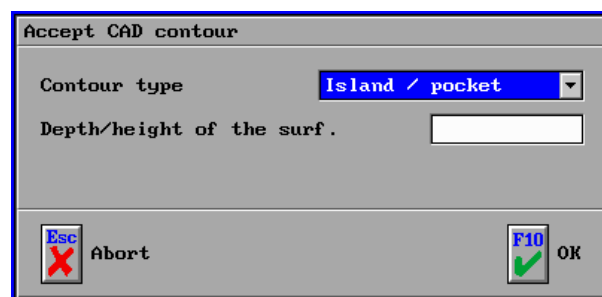 Accept CAD contour
Contour type Island / pocket
Depth/height of the surf.
Esc Abort F10 OK